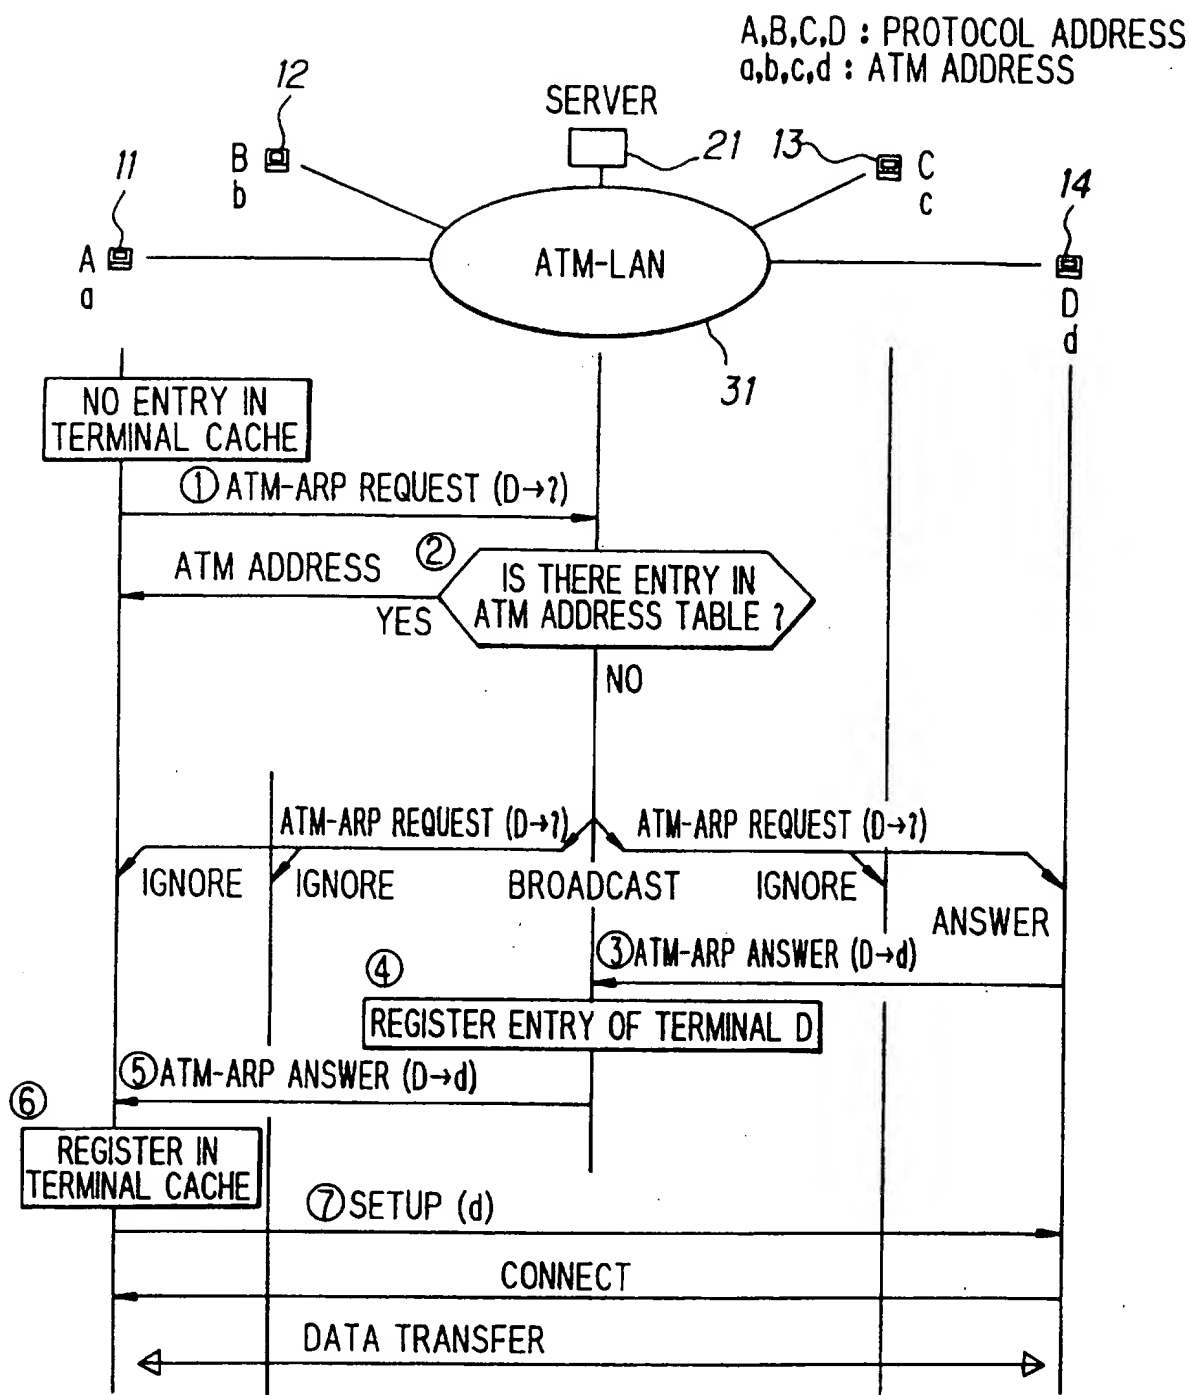 A,B,C,D : PROTOCOL ADDRESS
a,b,c,d : ATM ADDRESS
12
SERVER
11
B
b
21
13
C
c
14
A
a
ATM-LAN
D
d
31
NO ENTRY IN
TERMINAL CACHE
① ATM-ARP REQUEST (D→?)
②
ATM ADDRESS
YES
IS THERE ENTRY IN
ATM ADDRESS TABLE ?
NO
ATM-ARP REQUEST (D→?)
ATM-ARP REQUEST (D→?)
IGNORE
IGNORE
BROADCAST
IGNORE
ANSWER
③ATM-ARP ANSWER (D→d)
④
REGISTER ENTRY OF TERMINAL D
⑤ATM-ARP ANSWER (D→d)
⑥
REGISTER IN
TERMINAL CACHE
⑦SETUP (d)
CONNECT
DATA TRANSFER